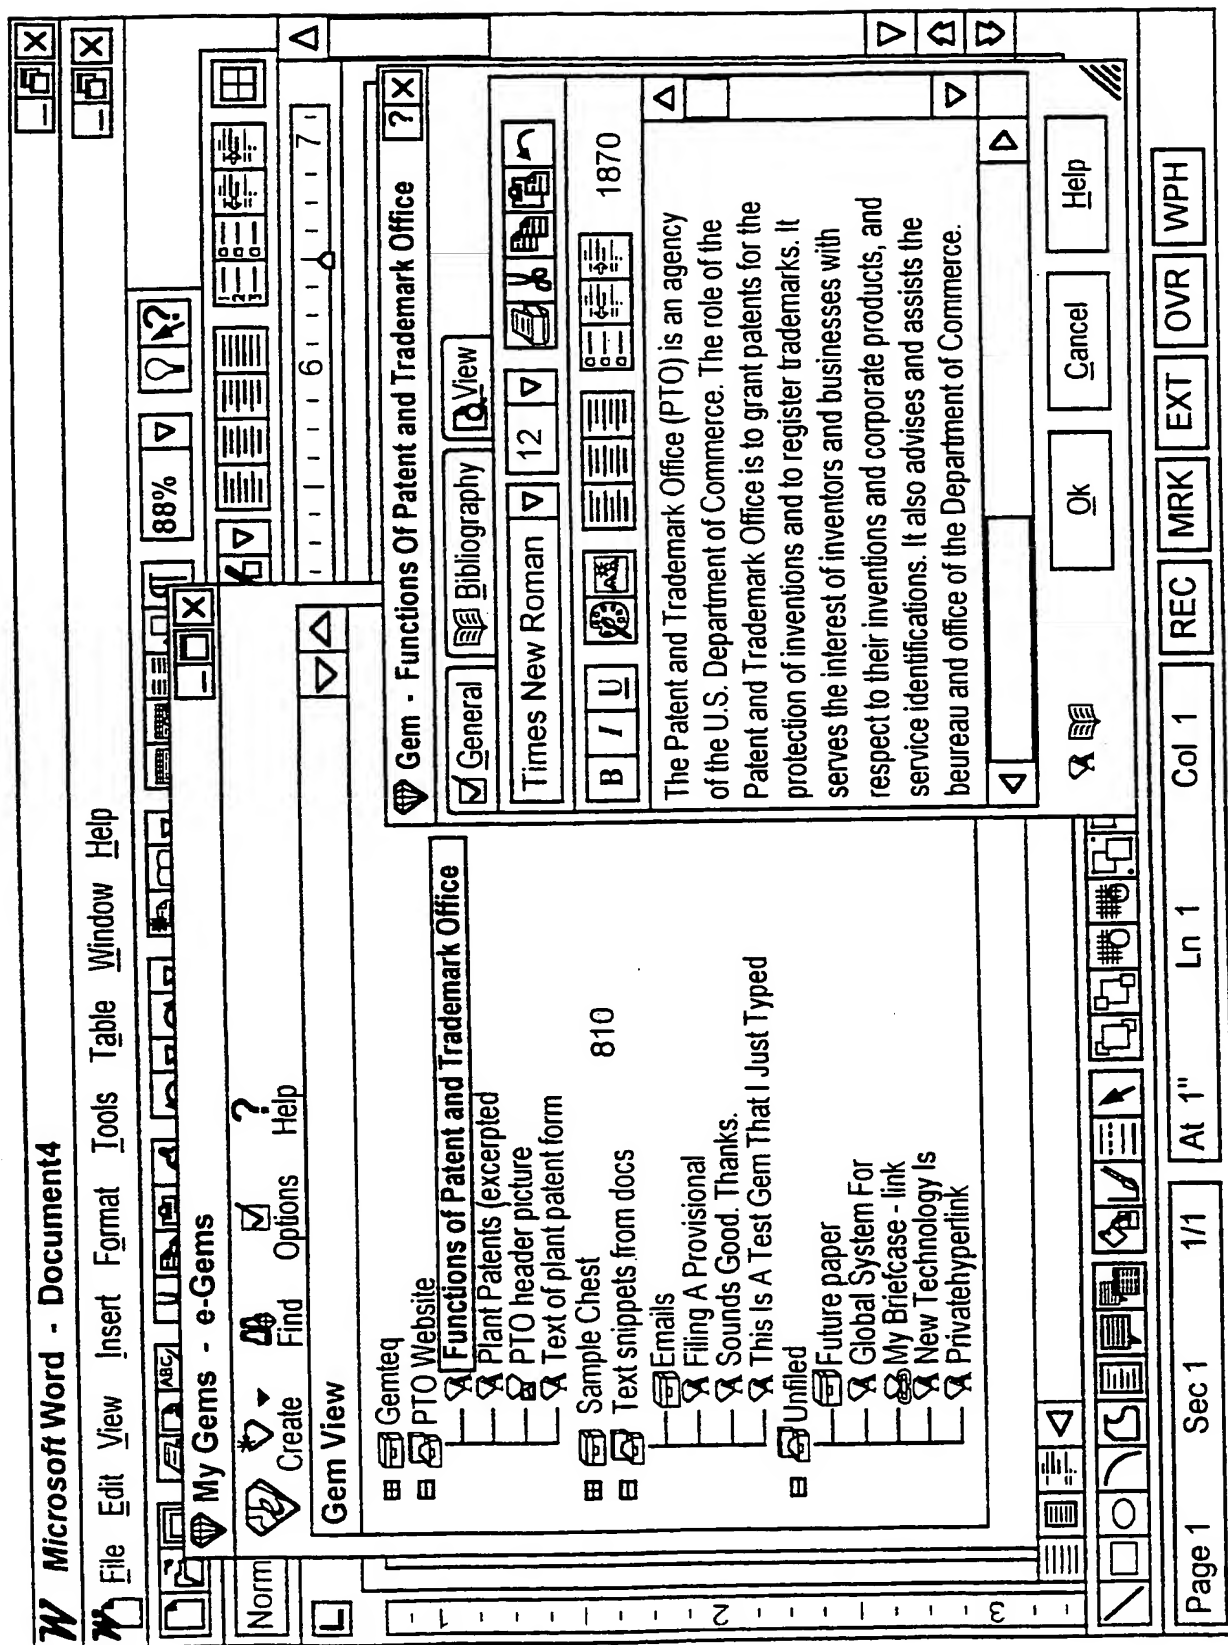 W Microsoft Word - Document4
File Edit View Insert Format Tools Table Window Help
ABC
88%
?
My Gems - e-Gems
Norm
Create Find Options Help
?
1 2 3
6 7
L
Gem View
Gemteq
PTO Website
Functions of Patent and Trademark Office
Plant Patents (excerpted
PTO header picture
Text of plant patent form
Sample Chest
810
Text snippets from docs
Emails
Filing A Provisional
Sounds Good. Thanks.
This Is A Test Gem That I Just Typed
Unfiled
Future paper
Global System For
My Briefcase - link
New Technology Is
Privatehyperlink
Gem - Functions Of Patent and Trademark Office
?
General Bibliography View
Times New Roman 12
B I U
1870
The Patent and Trademark Office (PTO) is an agency
of the U.S. Department of Commerce. The role of the
Patent and Trademark Office is to grant patents for the
protection of inventions and to register trademarks. It
serves the interest of inventors and businesses with
respect to their inventions and corporate products, and
service identifications. It also advises and assists the
beureau and office of the Department of Commerce.
Ok Cancel Help
1
2
3
Page 1 Sec 1 1/1 At 1" Ln 1 Col 1 REC MRK EXT OVR WPH